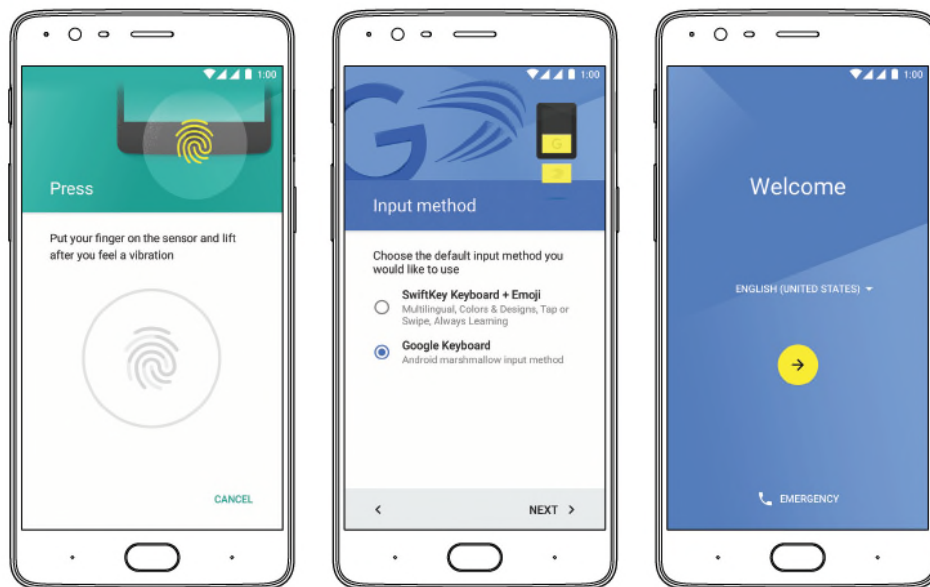 1:00
Press
Put your finger on the sensor and lift
after you feel a vibration
CANCEL
1:00
G
G
Input method
Choose the default input method you
would like to use
SwiftKey Keyboard + Emoji
Multilingual, Colors & Designs, Tap or
Swipe, Always Learning
Google Keyboard
Android marshmallow input method
NEXT
1:00
Welcome
ENGLISH (UNITED STATES)
EMERGENCY